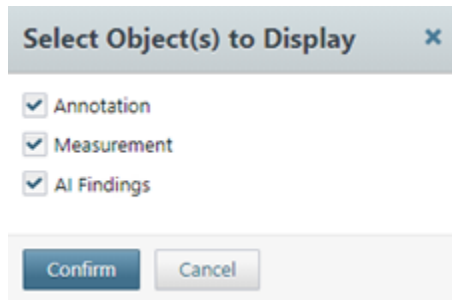 Select Object(s) to Display
Annotation
Measurement
AI Findings
Confirm
Cancel